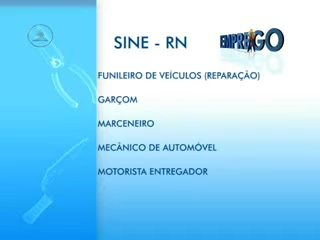 SINE - RN
EMPREGO
FUNILEIRO DE VEÍCULOS (REPARAÇÃO)
GARÇOM
MARCENEIRO
MECÂNICO DE AUTOMÓVEL
MOTORISTA ENTREGADOR